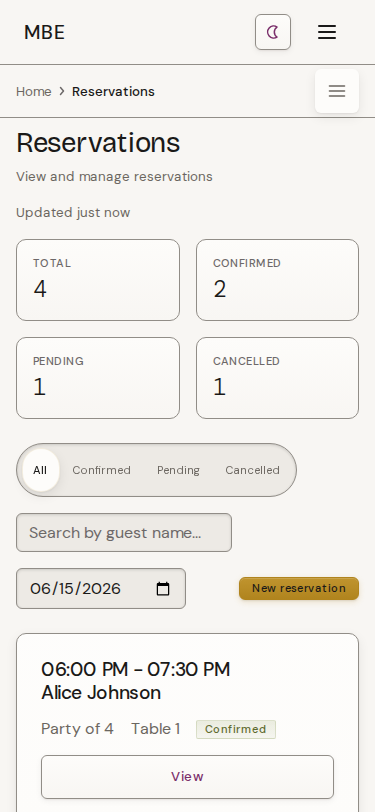 MBE
Home > Reservations
Reservations
View and manage reservations
Updated just now
TOTAL
4
CONFIRMED
2
PENDING
1
CANCELLED
1
All Confirmed Pending Cancelled
Search by guest name...
06/15/2026
New reservation
06:00 PM – 07:30 PM
Alice Johnson
Party of 4 Table 1 Confirmed
View